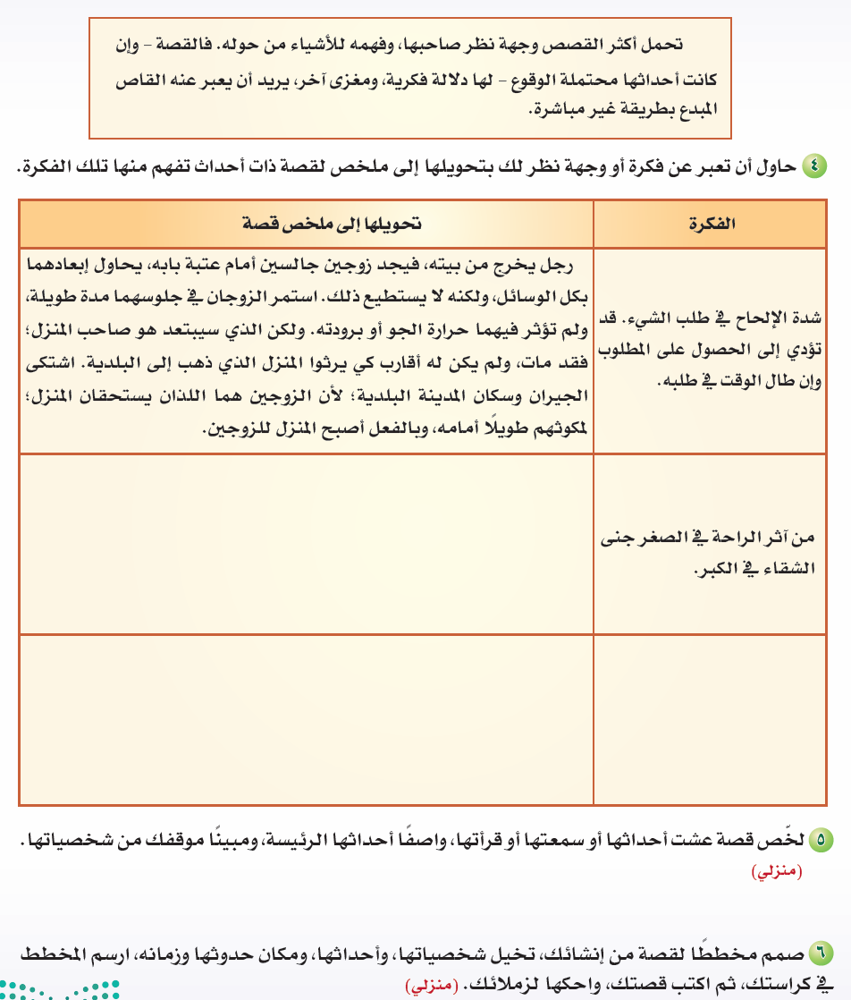 تحمل أكثر القصص وجهة نظر صاحبها، وفهمه للأشياء من حوله. فالقصة – وإن
كانت أحداثها محتملة الوقوع – لها دلالة فكرية، ومغزى آخر، يريد أن يعبر عنه القاص
المبدع بطريقة غير مباشرة.
٤ حاول أن تعبر عن فكرة أو وجهة نظر لك بتحويلها إلى ملخص لقصة ذات أحداث تفهم منها تلك الفكرة.
الفكرة
تحويلها إلى ملخص قصة
شدة الإلحاح في طلب الشيء. قد
تؤدي إلى الحصول على المطلوب
وإن طال الوقت في طلبه.
رجل يخرج من بيته، فيجد زوجين جالسين أمام عتبة بابه، يحاول إبعادهما
بكل الوسائل، ولكنه لا يستطيع ذلك. استمر الزوجان في جلوسهما مدة طويلة،
ولم تؤثر فيهما حرارة الجو أو برودته. ولكن الذي سيبتعد هو صاحب المنزل؛
فقد مات، ولم يكن له أقارب كي يرثوا المنزل الذي ذهب إلى البلدية. اشتكى
الجيران وسكان المدينة البلدية؛ لأن الزوجين هما اللذان يستحقان المنزل؛
لمكوثهم طويلًا أمامه، وبالفعل أصبح المنزل للزوجين.
من آثر الراحة في الصغر جنى
الشقاء في الكبر.
٥ لخّص قصة عشت أحداثها أو سمعتها أو قرأتها، واصفًا أحداثها الرئيسة، ومبينًا موقفك من شخصياتها.
(منزلي)
٦ صمم مخططًا لقصة من إنشائك، تخيل شخصياتها، وأحداثها، ومكان حدوثها وزمانه، ارسم المخطط
في كراستك، ثم اكتب قصتك، واحكها لزملائك. (منزلي)